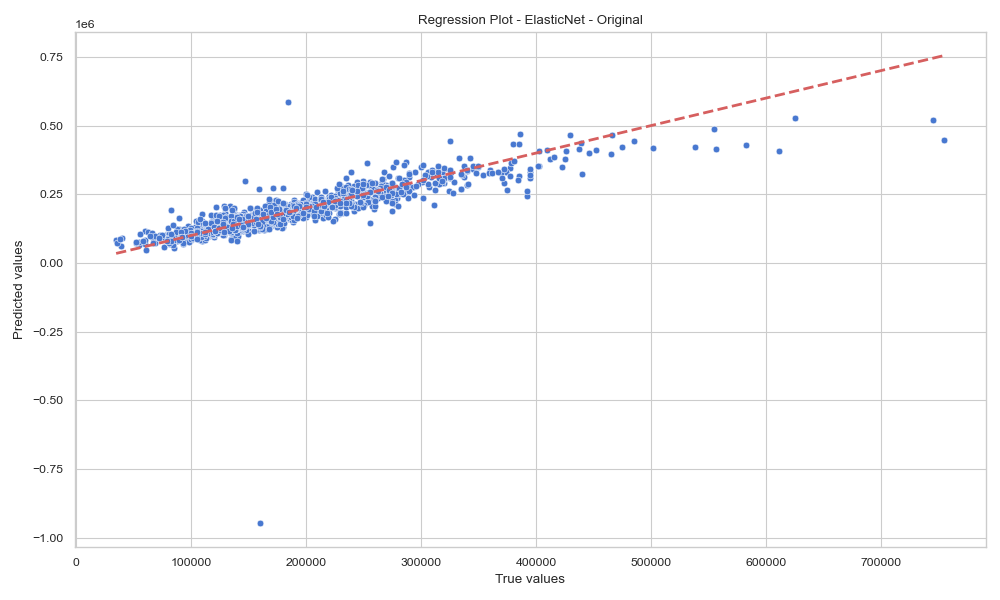 Regression Plot - ElasticNet - Original
1e6
0.75
0.50
0.25
0.00
−0.25
−0.50
−0.75
−1.00
Predicted values
0 100000 200000 300000 400000 500000 600000 700000
True values